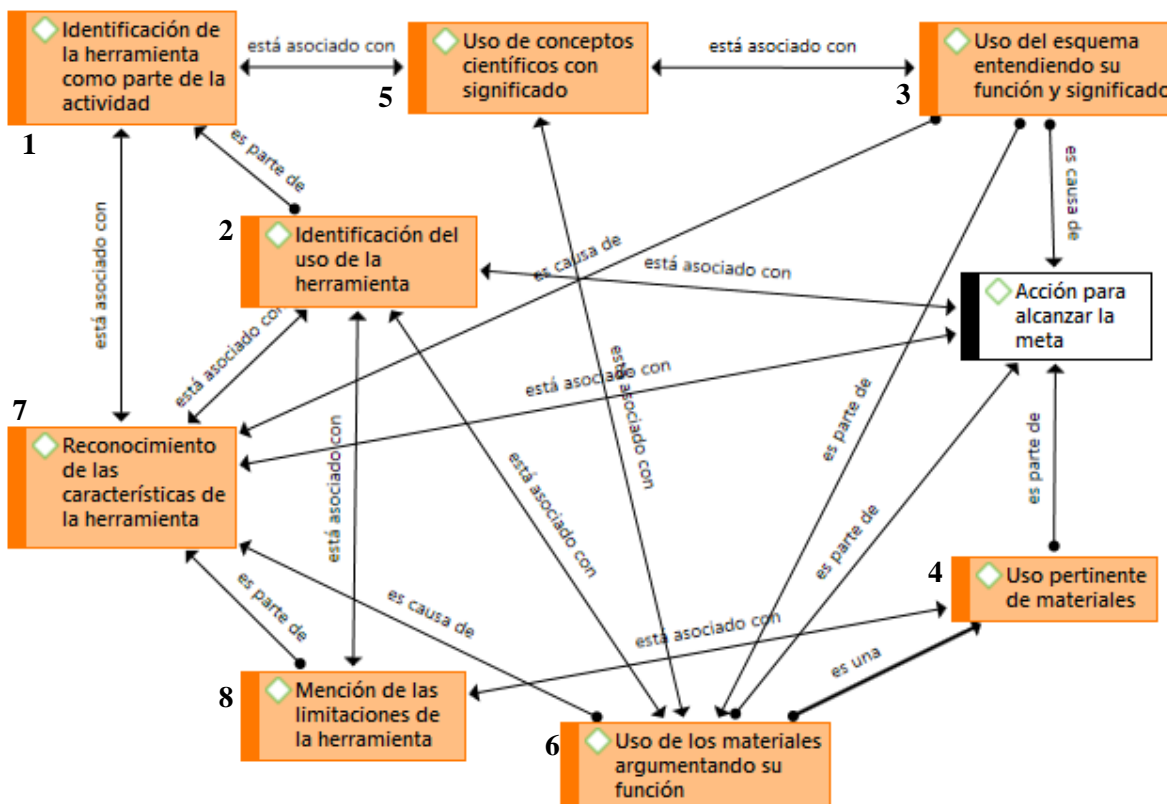 Identificación de
la herramienta
como parte de la
actividad
1
está asociado con
Uso de conceptos
científicos con
significado
5
está asociado con
Uso del esquema
entendiendo su
función y significado
3
es parte de
está asociado con
2
Identificación del
uso de la
herramienta
es causa de
está asociado con
es causa de
Acción para
alcanzar la
meta
está asociado con
está asociado con
está asociado con
es parte de
7
Reconocimiento
de las
características de
la herramienta
está asociado con
está asociado con
es parte de
es parte de
es parte de
es causa de
4
Uso pertinente
de materiales
está asociado con
es una
8
Mención de las
limitaciones de
la herramienta
6
Uso de los materiales
argumentando su
función